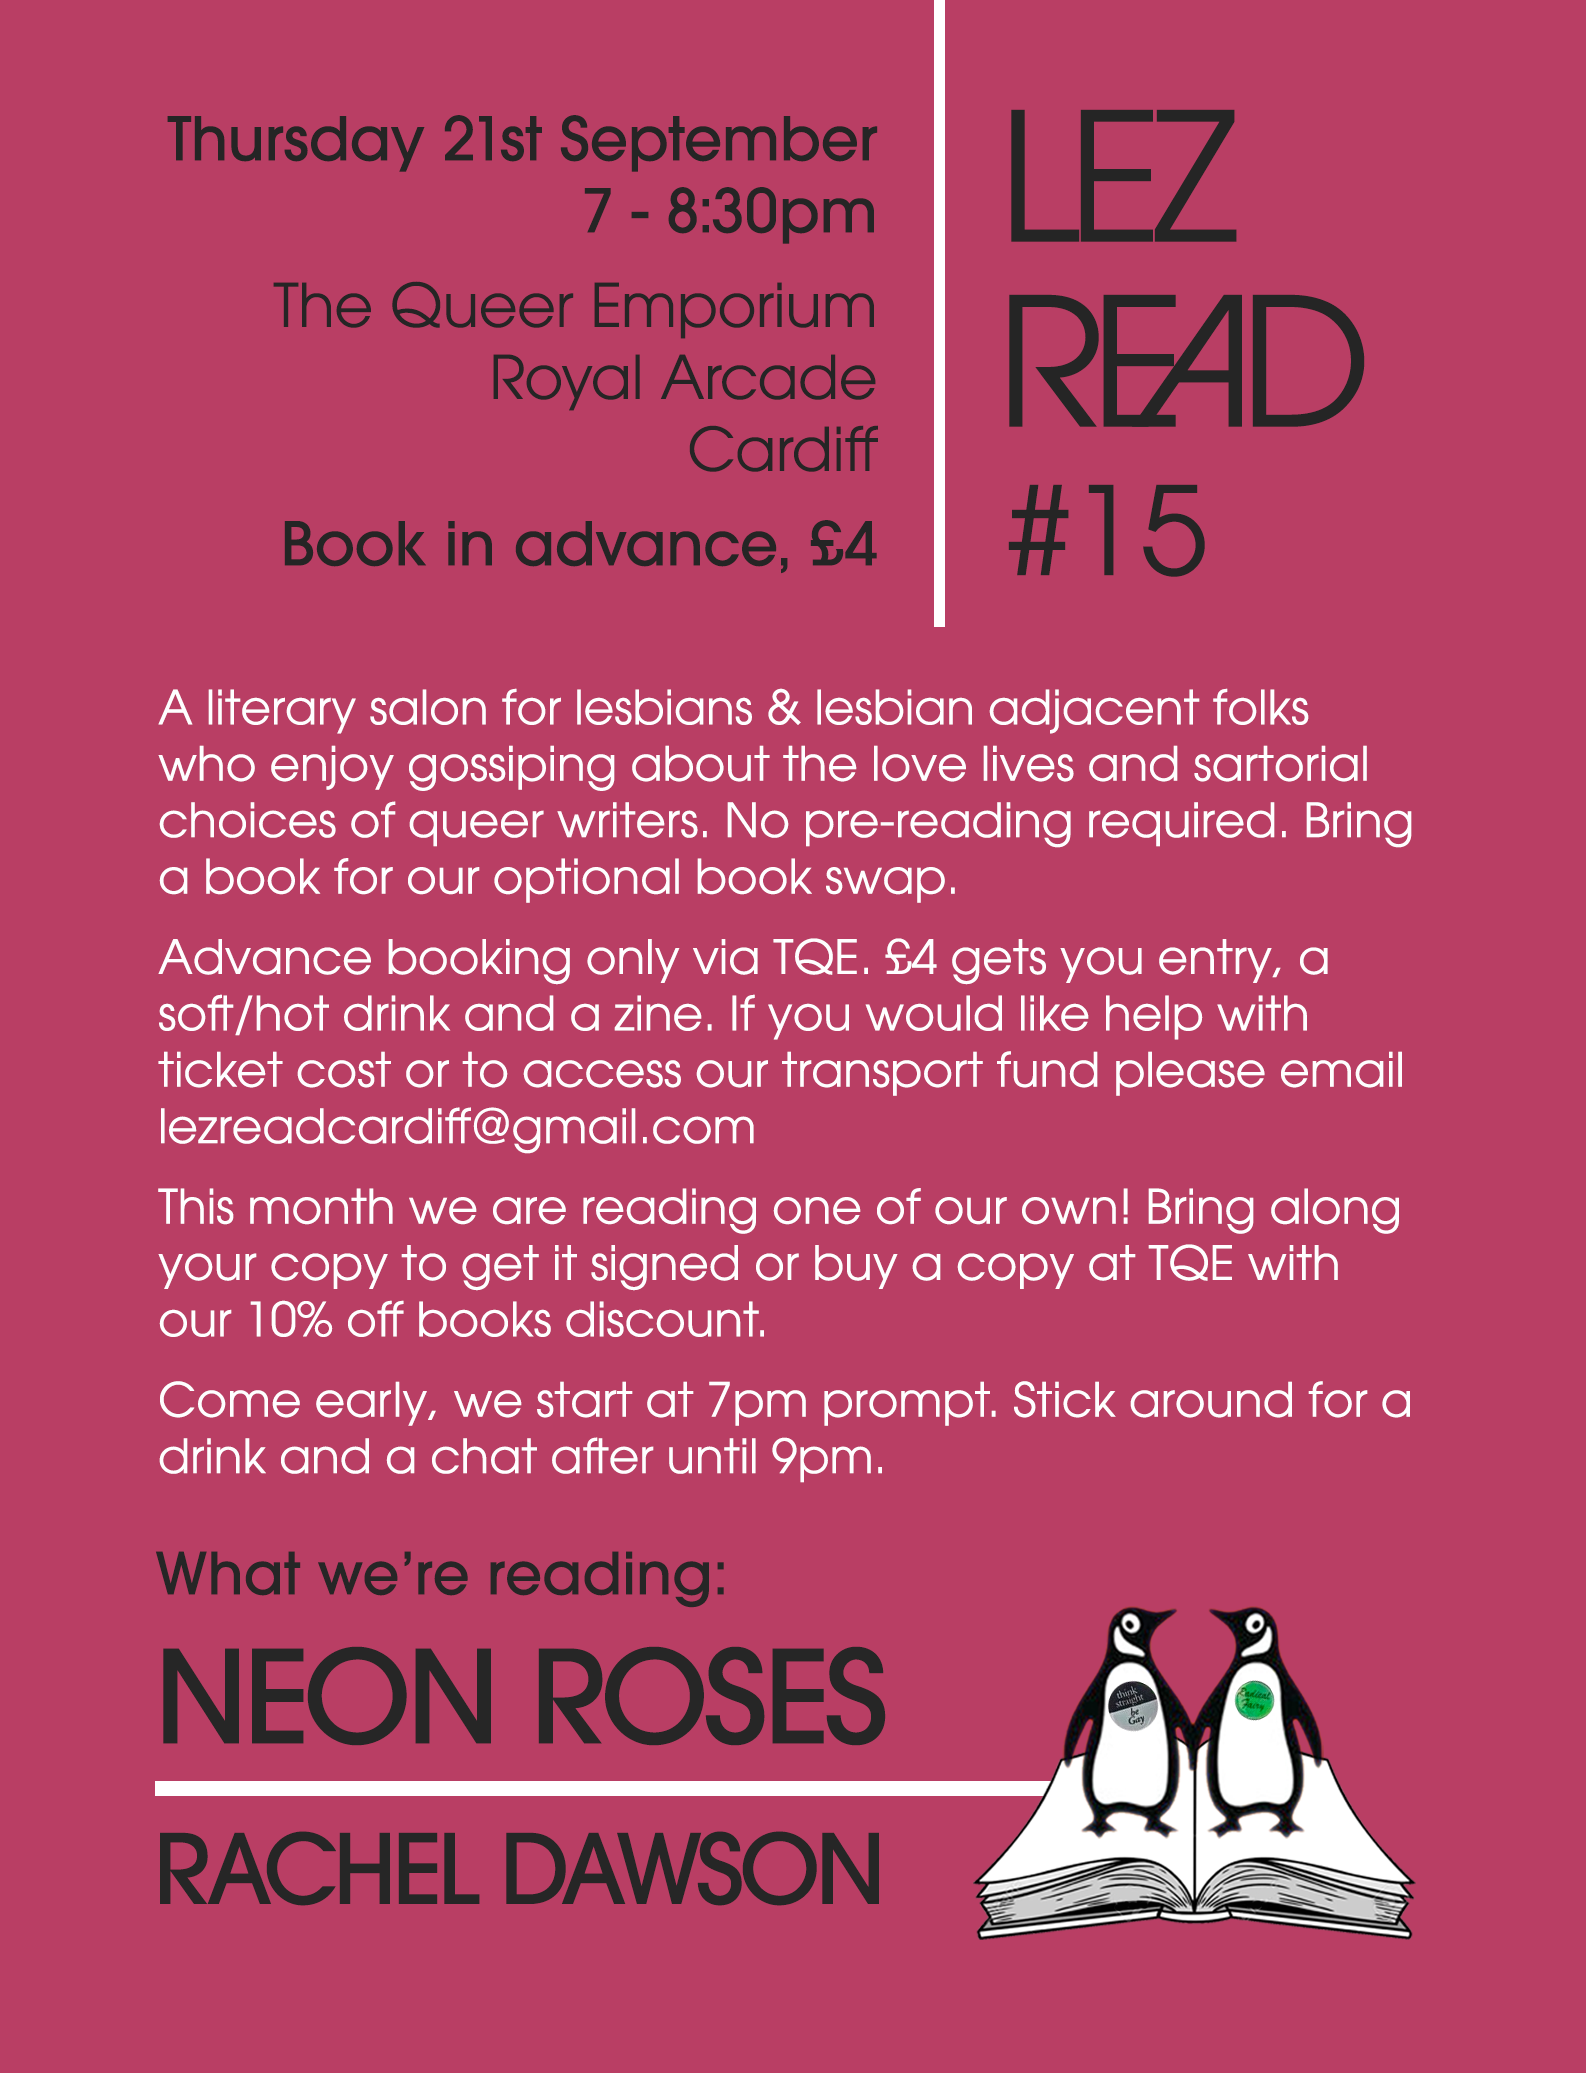 Thursday 21st September
7 - 8:30pm
The Queer Emporium
Royal Arcade
Cardiff
Book in advance, £4
LEZ
READ
#15
A literary salon for lesbians & lesbian adjacent folks
who enjoy gossiping about the love lives and sartorial
choices of queer writers. No pre-reading required. Bring
a book for our optional book swap.
Advance booking only via TQE. £4 gets you entry, a
soft/hot drink and a zine. If you would like help with
ticket cost or to access our transport fund please email
lezreadcardiff@gmail.com
This month we are reading one of our own! Bring along
your copy to get it signed or buy a copy at TQE with
our 10% off books discount.
Come early, we start at 7pm prompt. Stick around for a
drink and a chat after until 9pm.
What we’re reading:
NEON ROSES
RACHEL DAWSON
think
straight
be
Gay
Radical
Fairy